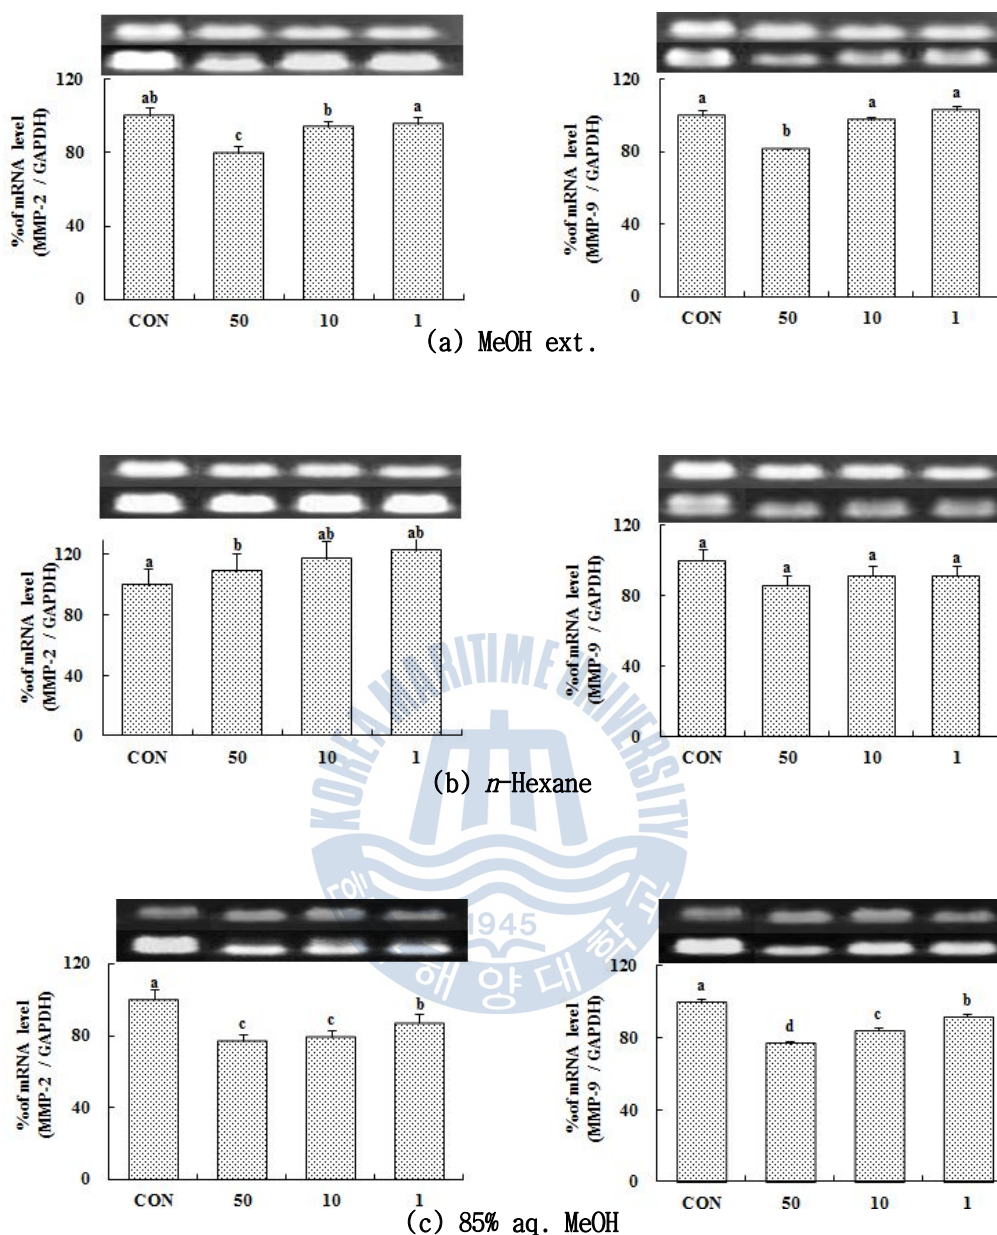 120
80
40
0
%of mRNA level
(MMP-2 / GAPDH)
ab
c
b
a
CON 50 10 1
120
80
40
0
%of mRNA level
(MMP-9 / GAPDH)
a
b
a
a
CON 50 10 1
(a) MeOH ext.
120
80
40
0
%of mRNA level
(MMP-2 / GAPDH)
a
b
ab
ab
CON 50 10 1
120
80
40
0
%of mRNA level
(MMP-9 / GAPDH)
a
a
a
a
CON 50 10 1
(b) n-Hexane
KOREA MARITIME UNIVERSITY
1945
해양대학교
120
80
40
0
%of mRNA level
(MMP-2 / GAPDH)
a
c
c
b
CON 50 10 1
120
80
40
0
%of mRNA level
(MMP-9 / GAPDH)
a
d
c
b
CON 50 10 1
(c) 85% aq. MeOH